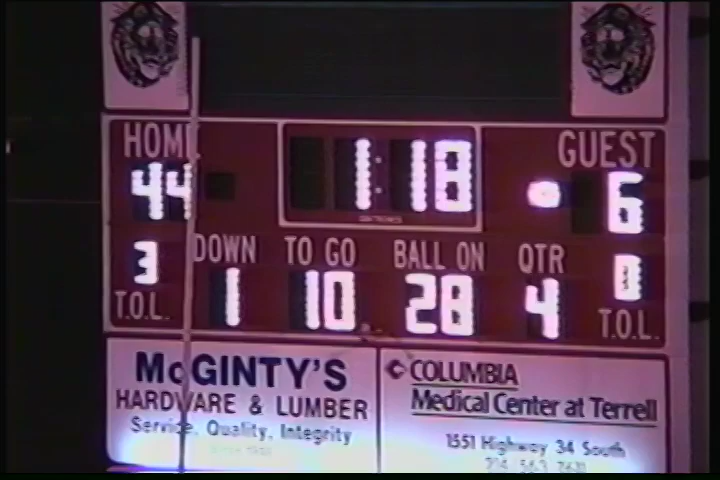 HOME 1:18 GUEST
44 6
3 DOWN TO GO BALL ON QTR 0
T.O.L. 1 10 28 4 T.O.L.
McGINTY'S
HARDWARE & LUMBER
Service, Quality, Integrity
COLUMBIA
Medical Center at Terrell
1551 Highway 34 South